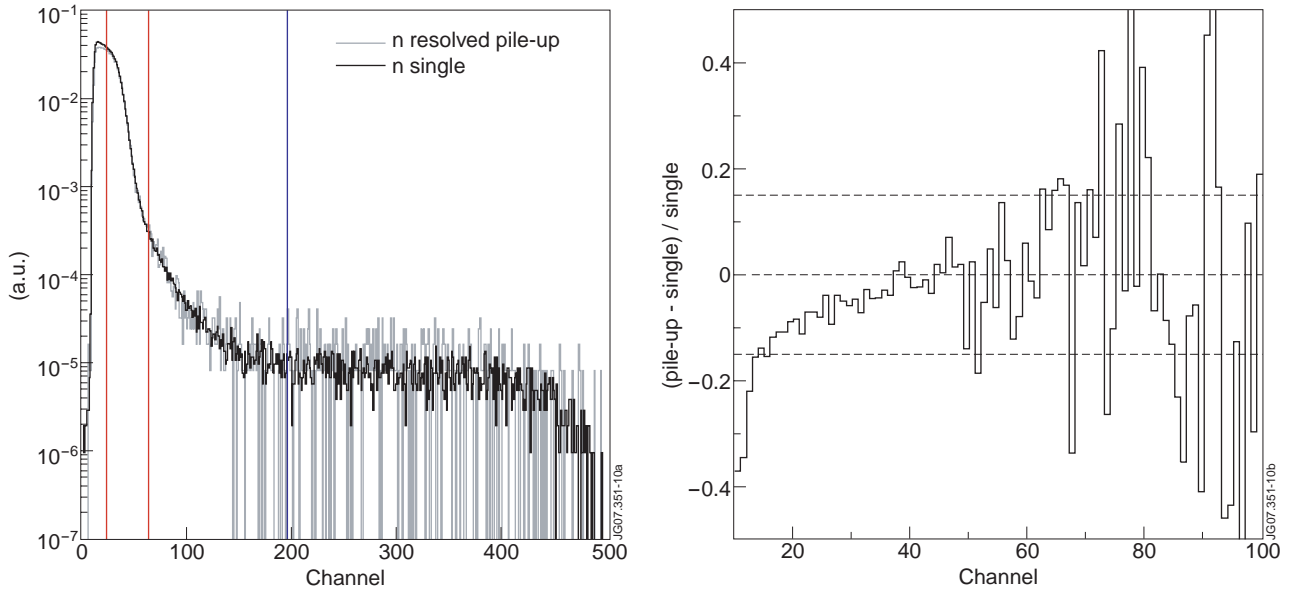 10⁻¹
10⁻²
10⁻³
10⁻⁴
10⁻⁵
10⁻⁶
10⁻⁷
(a.u.)
n resolved pile-up
n single
0 100 200 300 400 500
Channel
JG07.351-10a
0.4
0.2
0
−0.2
−0.4
(pile-up - single) / single
20 40 60 80 100
Channel
JG07.351-10b